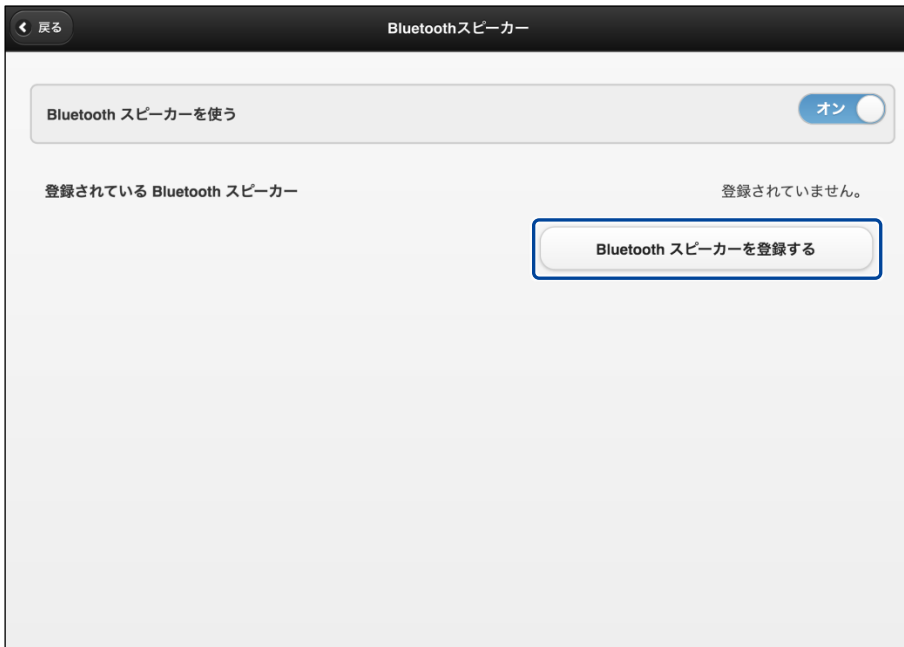 戻る
Bluetoothスピーカー
Bluetooth スピーカーを使う
オン
登録されている Bluetooth スピーカー
登録されていません。
Bluetooth スピーカーを登録する